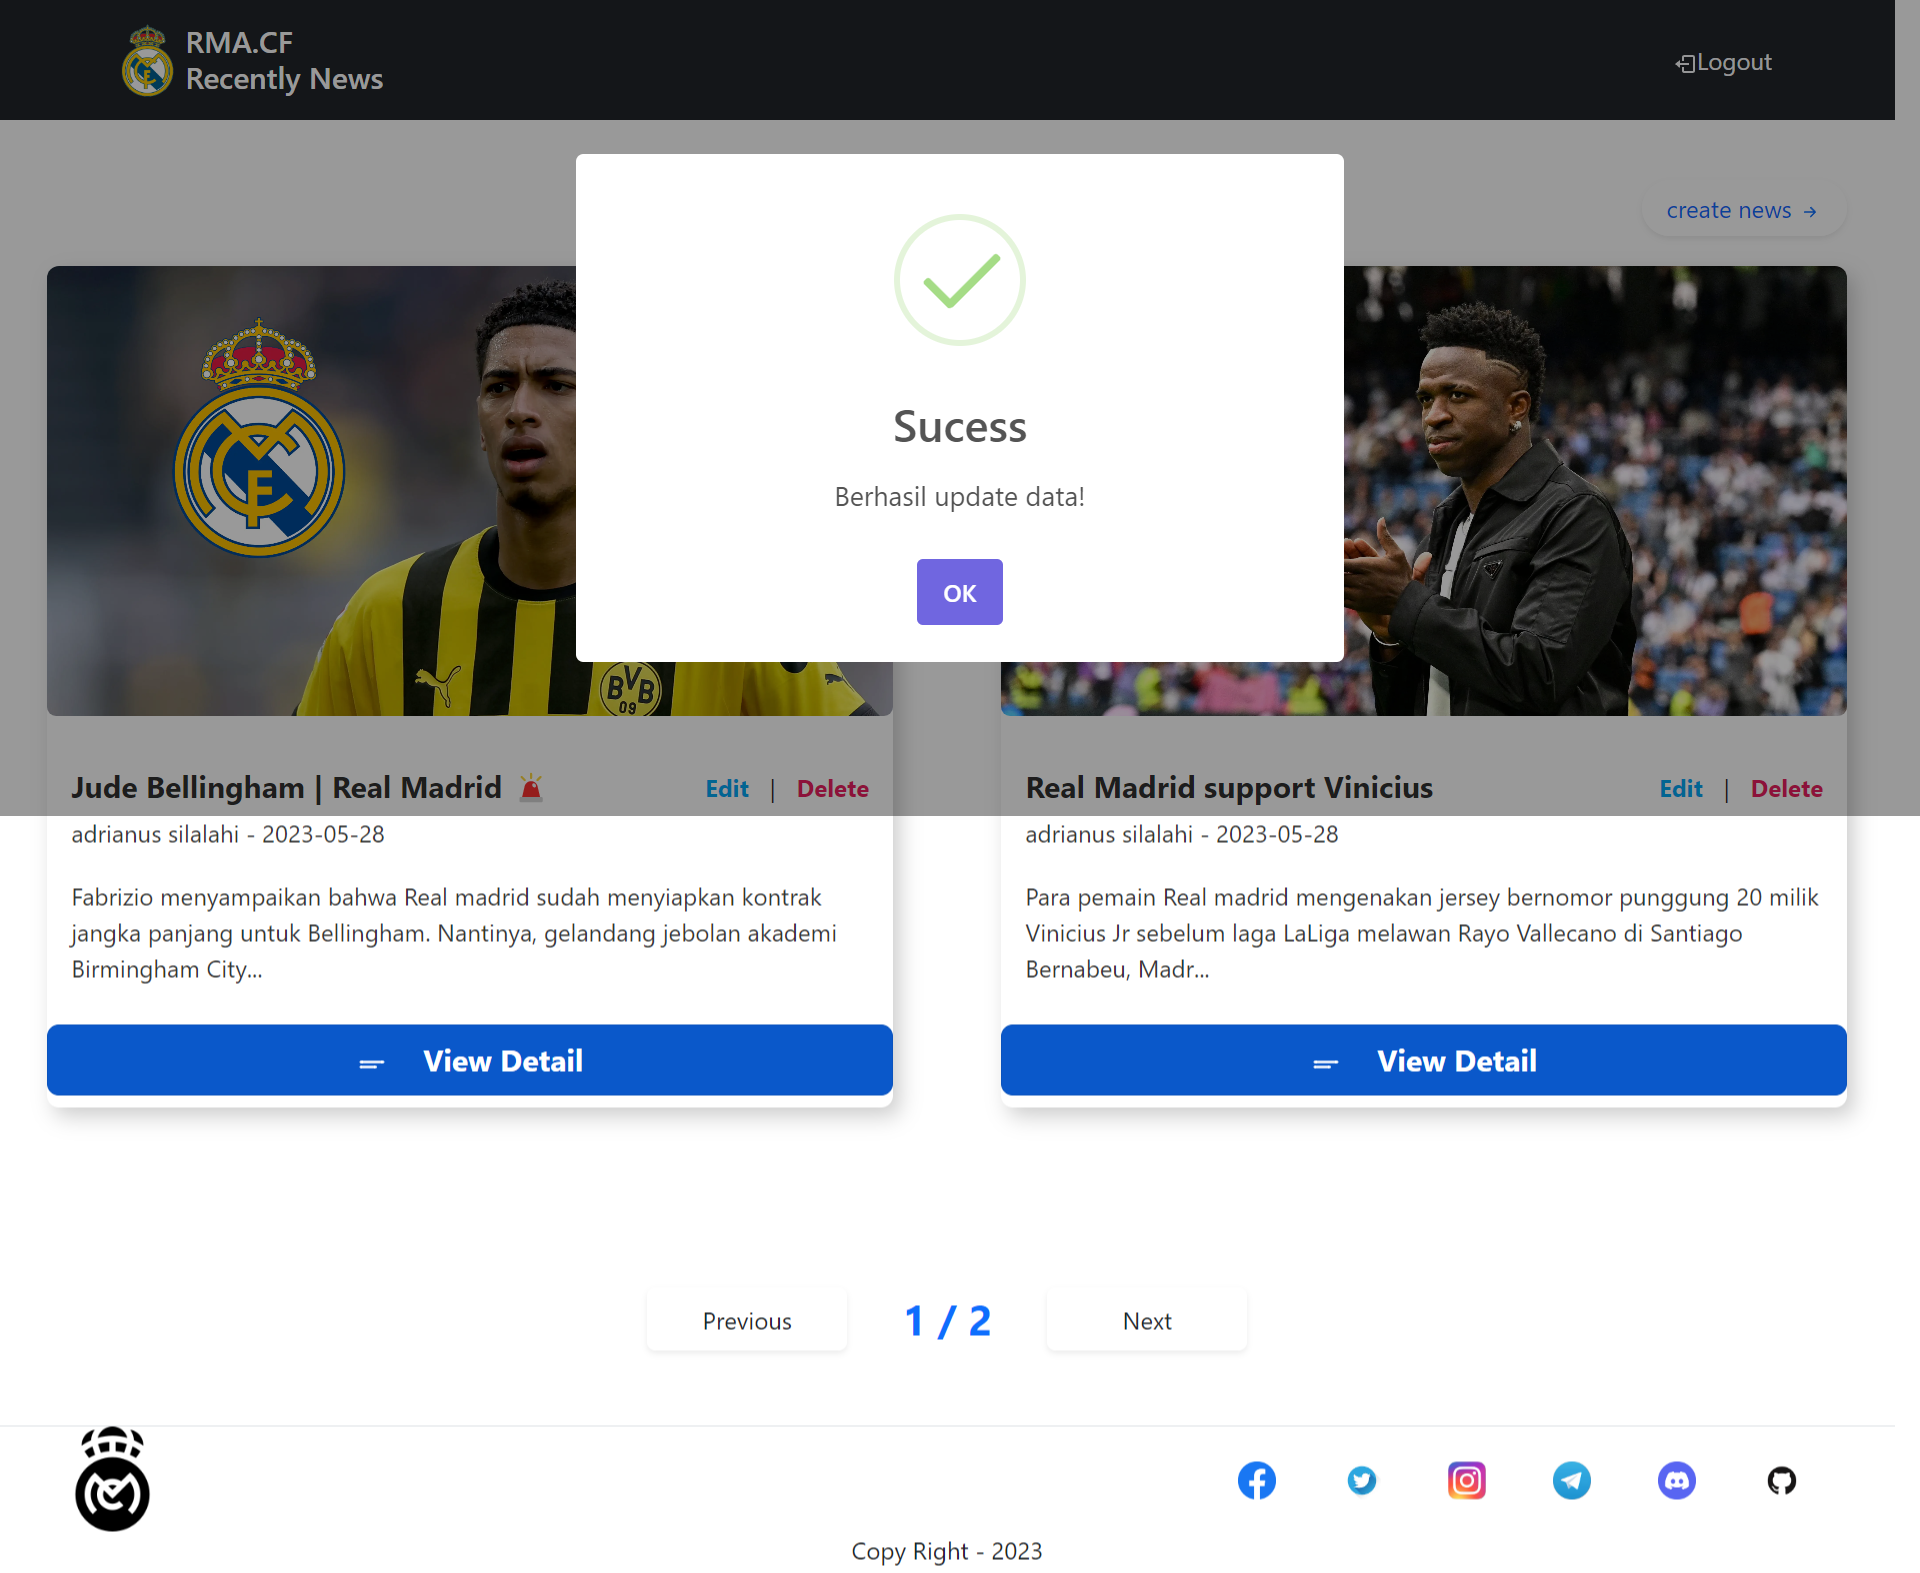 RMA.CF
Recently News
Logout
create news →
Sucess
Berhasil update data!
OK
BVB
09
Jude Bellingham | Real Madrid 🚨
Edit | Delete
adrianus silalahi - 2023-05-28
Fabrizio menyampaikan bahwa Real madrid sudah menyiapkan kontrak
jangka panjang untuk Bellingham. Nantinya, gelandang jebolan akademi
Birmingham City...
View Detail
Real Madrid support Vinicius
Edit | Delete
adrianus silalahi - 2023-05-28
Para pemain Real madrid mengenakan jersey bernomor punggung 20 milik
Vinicius Jr sebelum laga LaLiga melawan Rayo Vallecano di Santiago
Bernabeu, Madr...
View Detail
Previous
1 / 2
Next
Copy Right - 2023